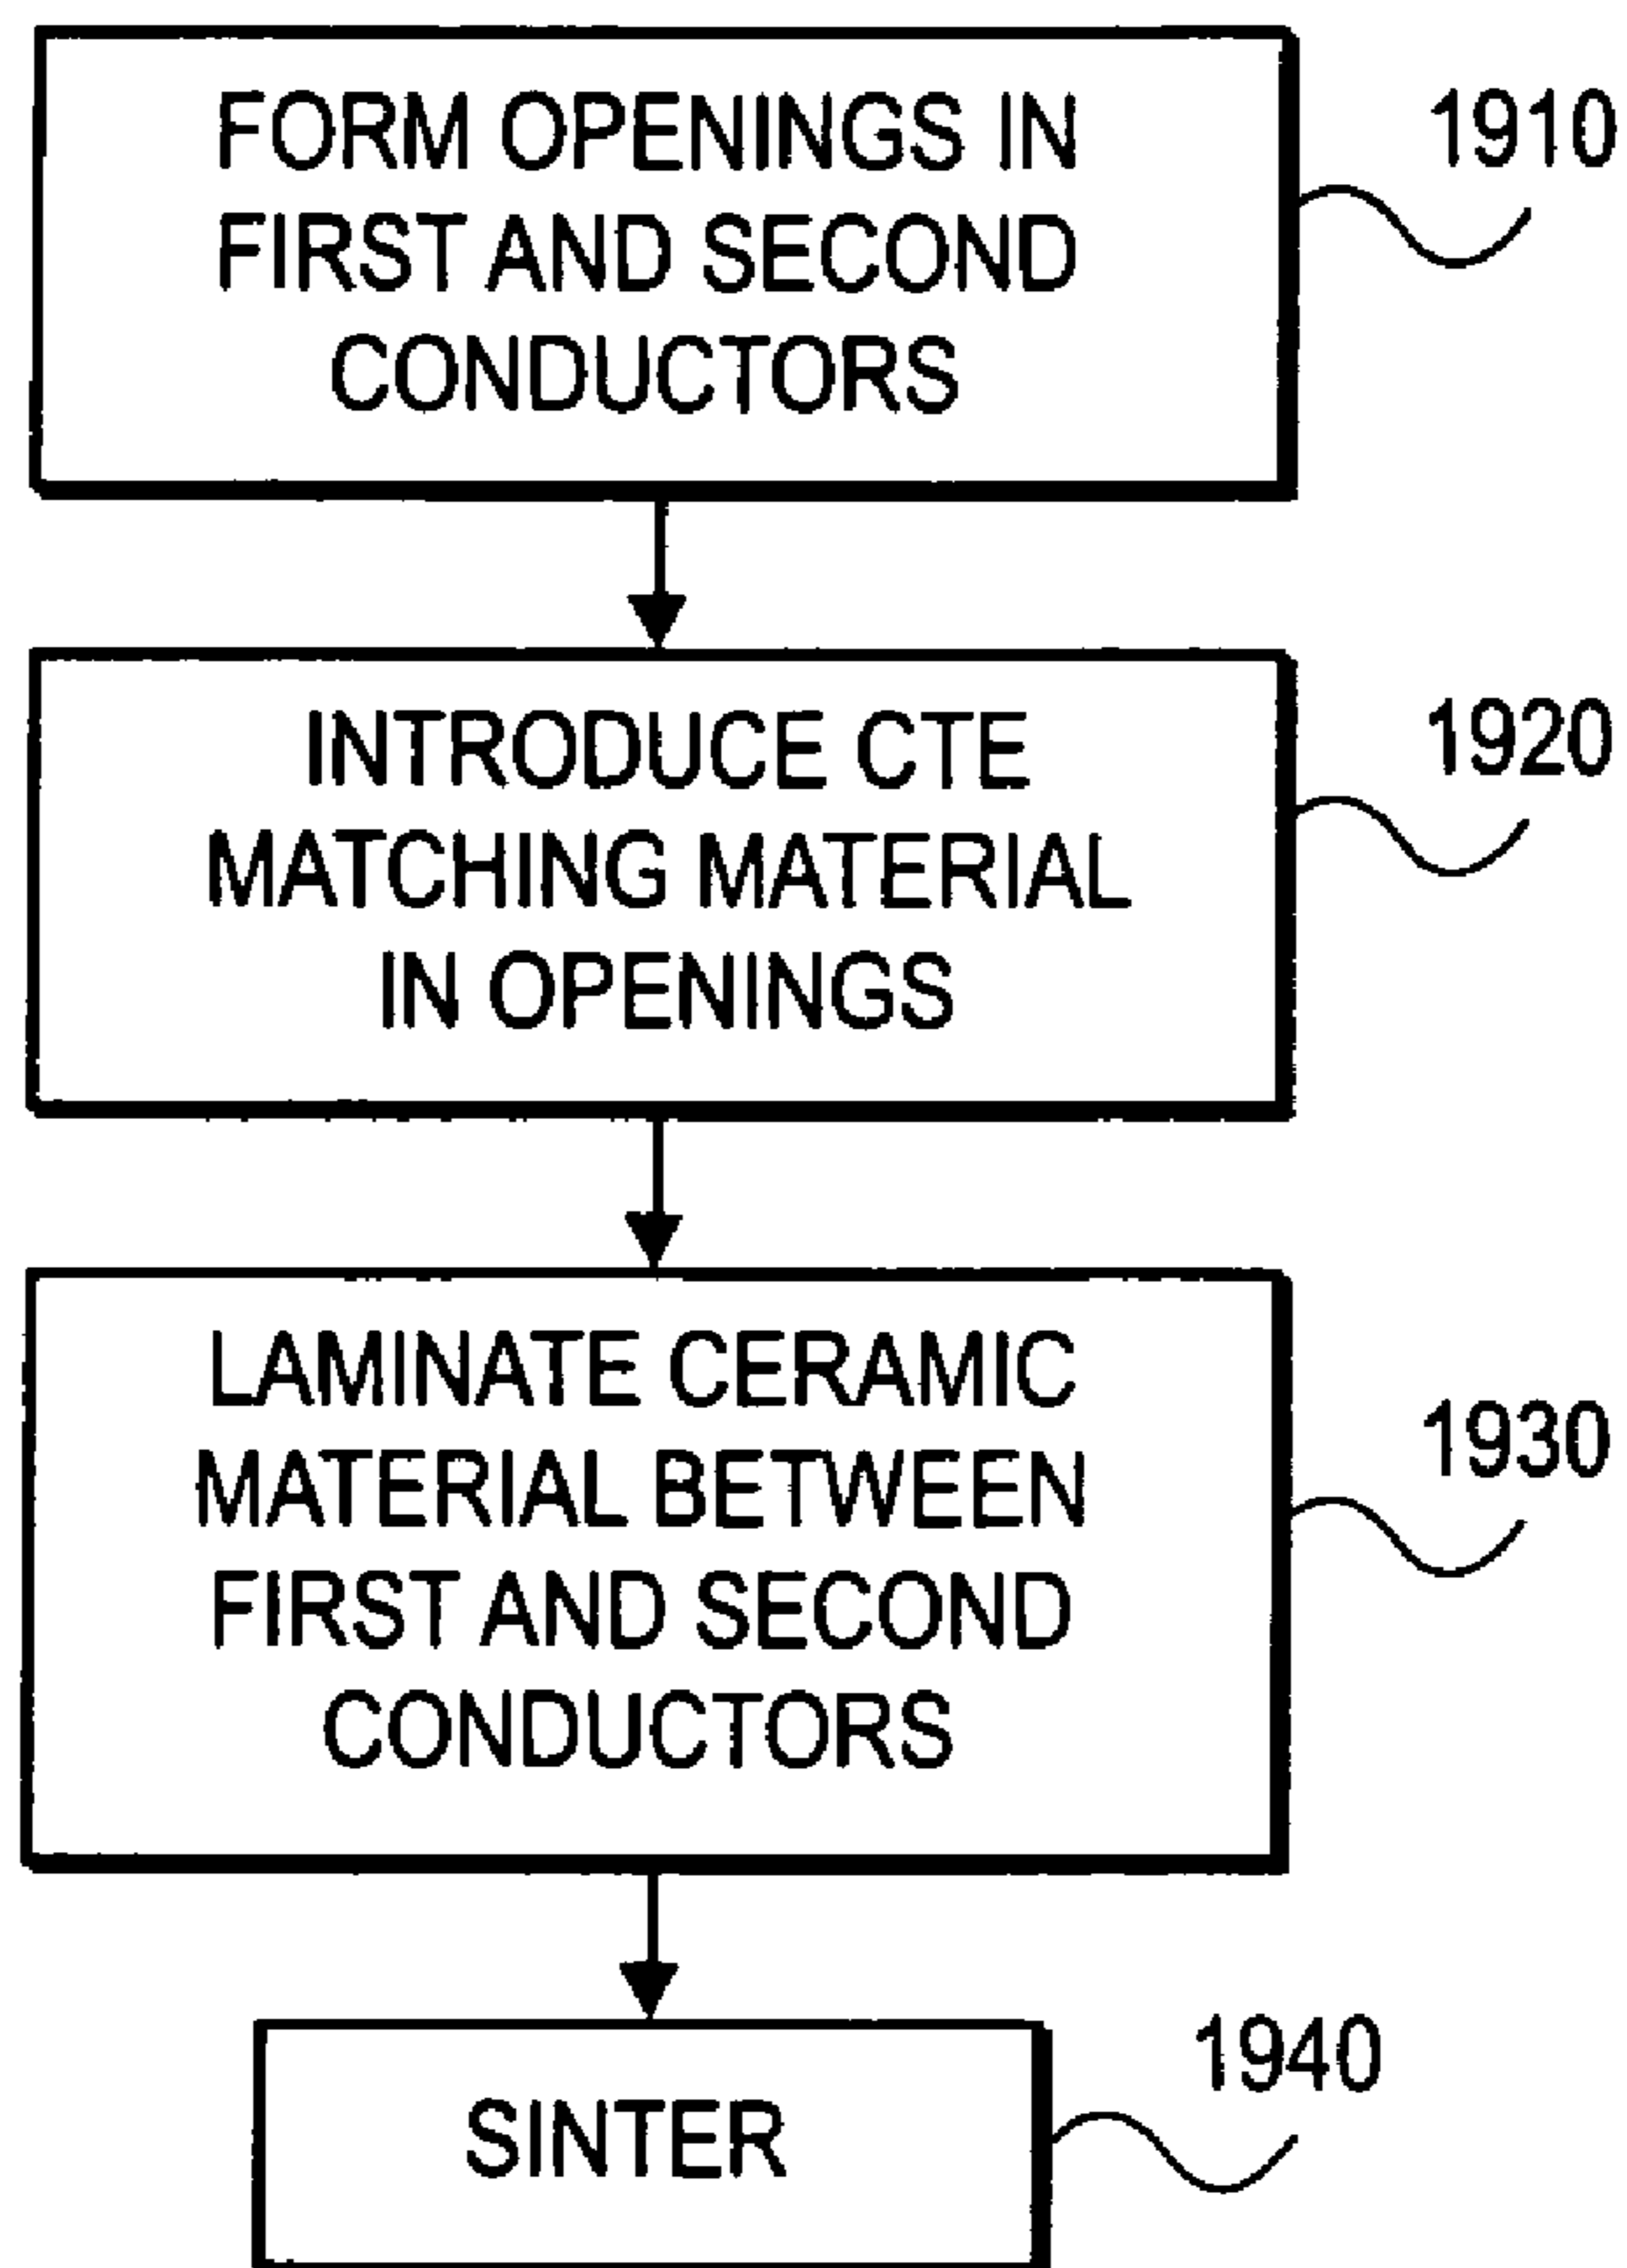 FORM OPENINGS IN
FIRST AND SECOND
CONDUCTORS
1910
INTRODUCE CTE
MATCHING MATERIAL
IN OPENINGS
1920
LAMINATE CERAMIC
MATERIAL BETWEEN
FIRST AND SECOND
CONDUCTORS
1930
SINTER
1940